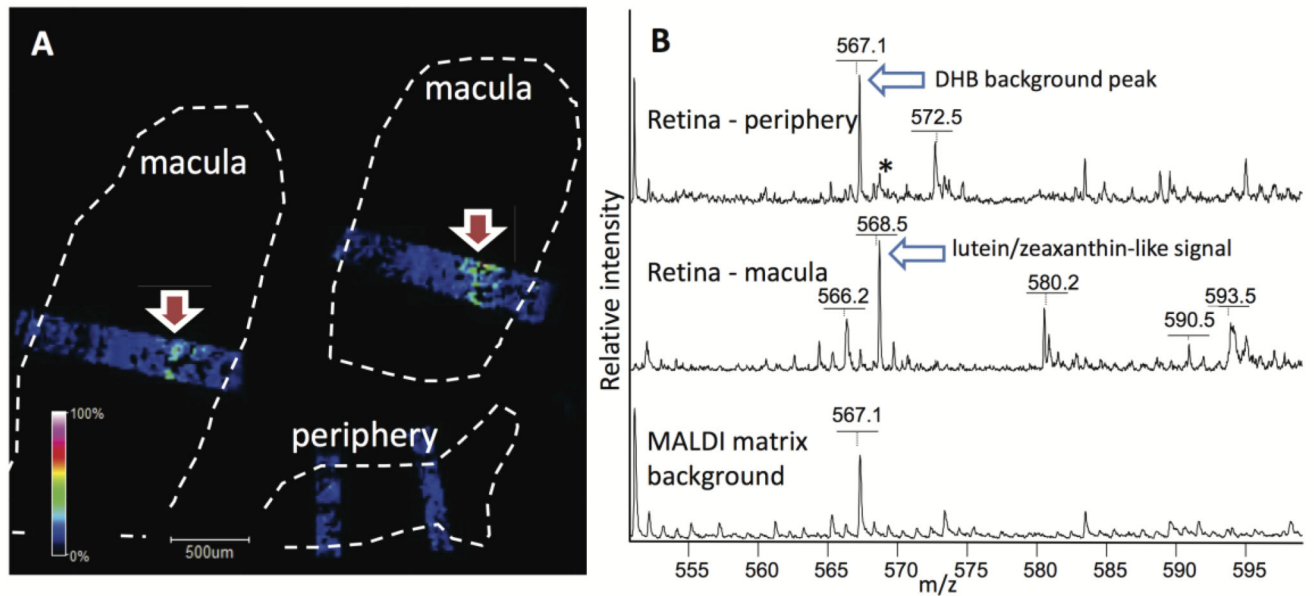 A
macula
macula
periphery
100%
0%
500um
B
567.1
DHB background peak
Retina - periphery
572.5
*
568.5
lutein/zeaxanthin-like signal
Retina - macula
566.2
580.2
590.5
593.5
MALDI matrix
background
567.1
Relative intensity
555 560 565 570 575 580 585 590 595
m/z